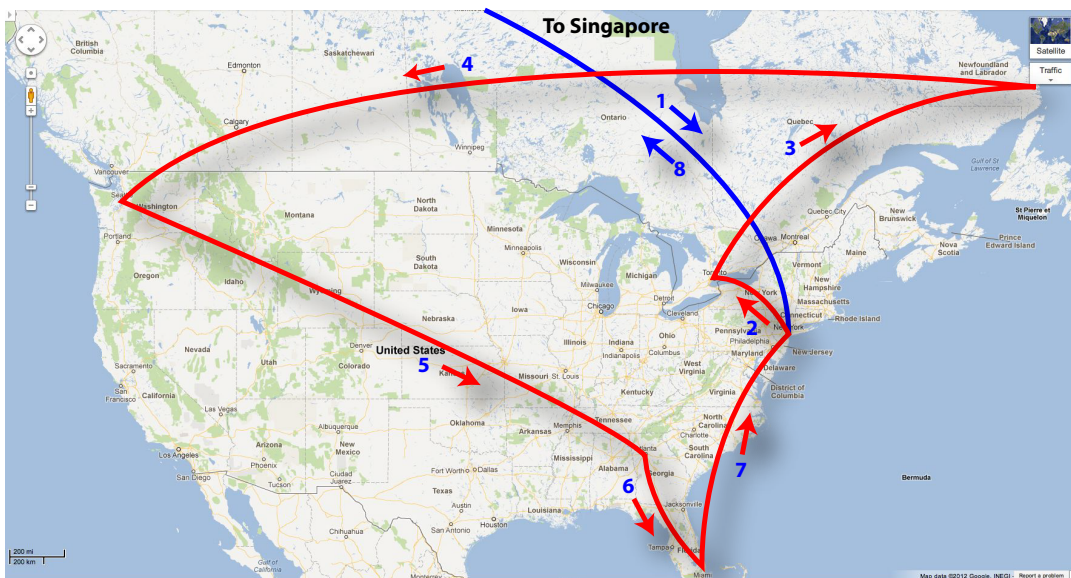 To Singapore
British
Columbia
Saskatchewan
Edmonton
4
Newfoundland
and Labrador
Satellite
Traffic
Calgary
Ontario
1
Quebec
3
Winnipeg
8
Gulf of St
Lawrence
Vancouver
Washington
North
Dakota
Montana
Minnesota
Quebec City
New
Brunswick
St Pierre et
Miquelon
Prince
Edward Island
Nova
Scotia
Portland
Montreal
Maine
Minneapolis
South
Dakota
Wisconsin
Michigan
Toronto
Vermont
New
Hampshire
Massachusetts
Oregon
Idaho
Wyoming
Milwaukee
Detroit
Chicago
Cleveland
New York
Connecticut
Rhode Island
2
Iowa
Nebraska
Pennsylvania
New York
Philadelphia
New Jersey
Nevada
Utah
Denver
Colorado
United States
5
Illinois
Indiana
Indianapolis
Ohio
Columbus
Maryland
Delaware
West
Virginia
District of
Columbia
Sacramento
San
Francisco
California
Kansas
Missouri
St. Louis
Kentucky
Virginia
Las Vegas
Albuquerque
Oklahoma
Arkansas
Memphis
Tennessee
North
Carolina
Charlotte
Los Angeles
San Diego
Arizona
Phoenix
Tucson
New
Mexico
Ciudad
Juarez
Fort Worth
Dallas
Mississippi
Alabama
Atlanta
Georgia
South
Carolina
7
Bermuda
6
Texas
Austin
San Antonio
Houston
Louisiana
Jacksonville
Chihuahua
Gulf of
California
Monterrey
Tampa
Florida
Miami
200 mi
200 km
Map data ©2012 Google, INEGI -
Report a problem